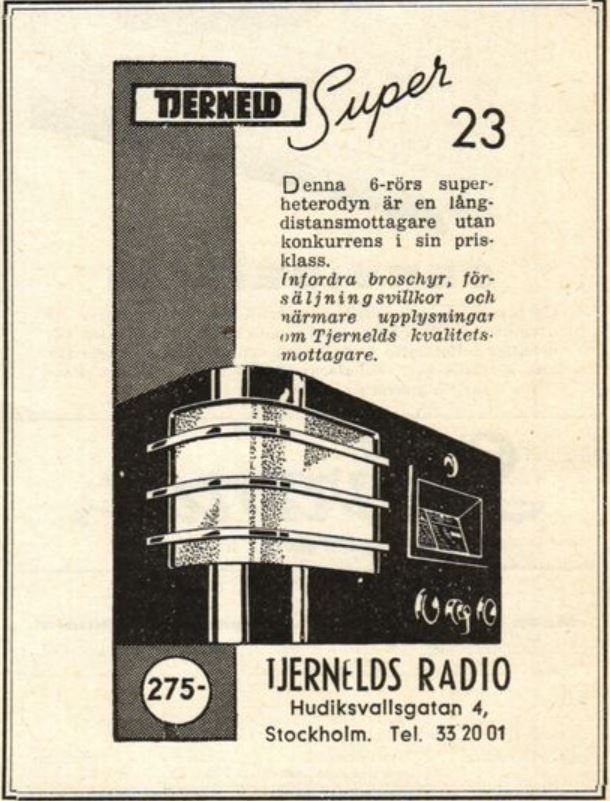 TJERNELD Super
23
Denna 6-rörs super-
heterodyn är en lång-
distansmottagare utan
konkurrens i sin pris-
klass.
Infordra broschyr, för-
säljningsvillkor och
närmare upplysningar
om Tjernelds kvalitets-
mottagare.
275-
TJERNELDS RADIO
Hudiksvallsgatan 4,
Stockholm. Tel. 33 20 01